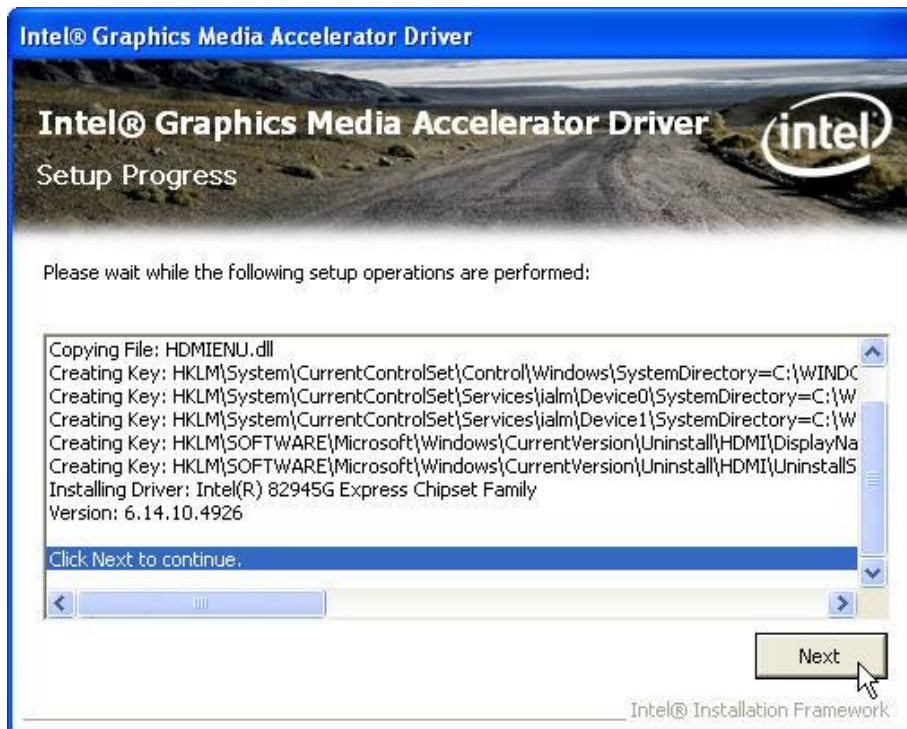 Intel® Graphics Media Accelerator Driver
Intel® Graphics Media Accelerator Driver
intel
Setup Progress
Please wait while the following setup operations are performed:
Copying File: HDMIENU.dll
Creating Key: HKLM\System\CurrentControlSet\Control\Windows\SystemDirectory=C:\WINDO
Creating Key: HKLM\System\CurrentControlSet\Services\ialm\Device0\SystemDirectory=C:\W
Creating Key: HKLM\System\CurrentControlSet\Services\ialm\Device1\SystemDirectory=C:\W
Creating Key: HKLM\SOFTWARE\Microsoft\Windows\CurrentVersion\Uninstall\HDMI\DisplayNa
Creating Key: HKLM\SOFTWARE\Microsoft\Windows\CurrentVersion\Uninstall\HDMI\UninstallS
Installing Driver: Intel(R) 82945G Express Chipset Family
Version: 6.14.10.4926
Click Next to continue.
Next
Intel® Installation Framework